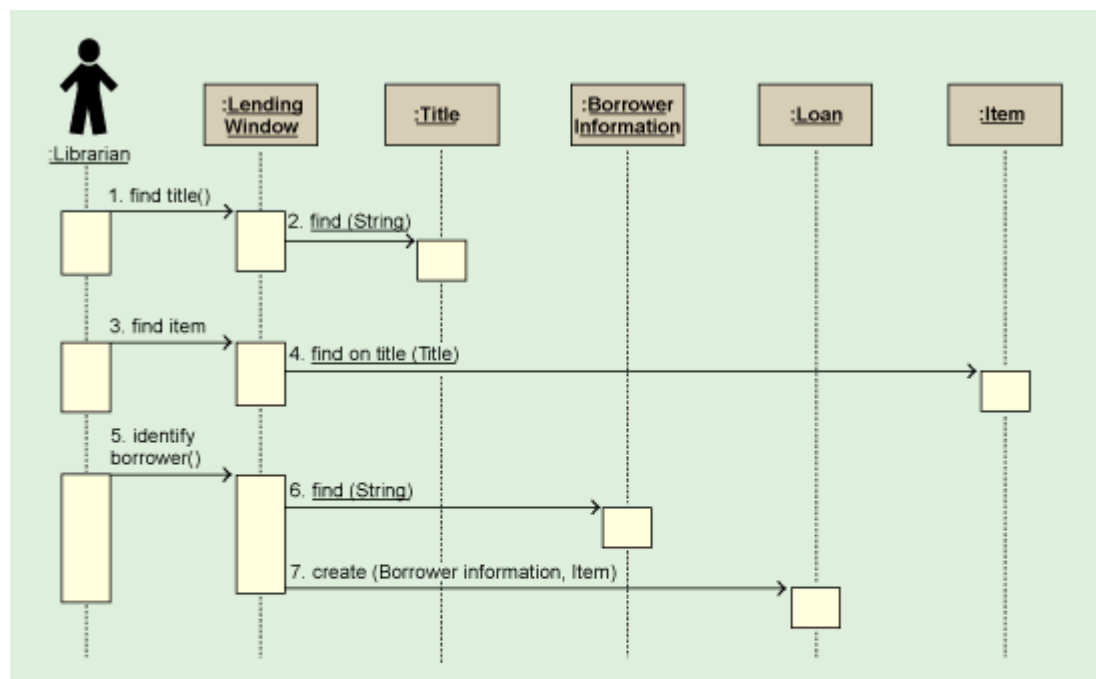 :Lending
Window
:Title
:Borrower
Information
:Loan
:Item
:Librarian
1. find title()
2. find (String)
3. find item
4. find on title (Title)
5. identify
borrower()
6. find (String)
7. create (Borrower information, Item)